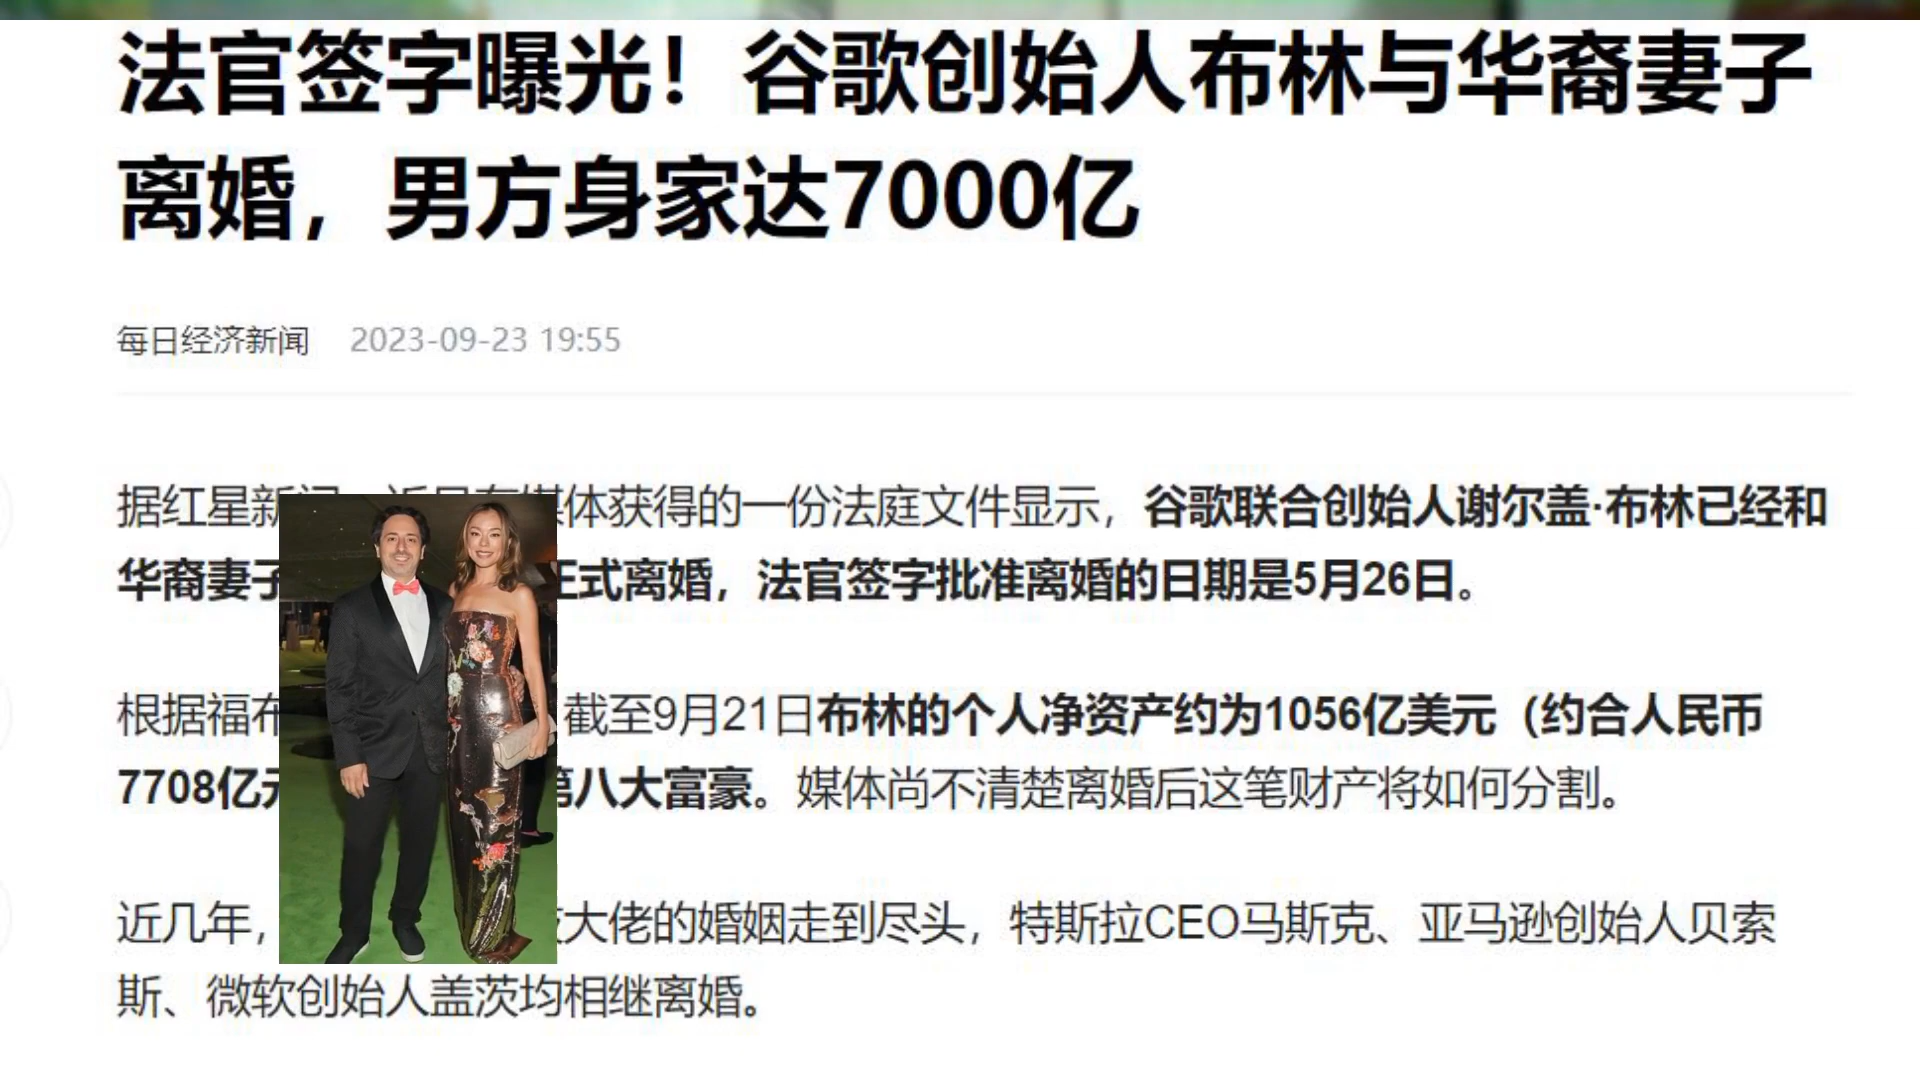 法官签字曝光！谷歌创始人布林与华裔妻子
离婚，男方身家达7000亿
每日经济新闻 2023-09-23 19:55
据红星新 体获得的一份法庭文件显示，谷歌联合创始人谢尔盖·布林已经和
华裔妻子 正式离婚，法官签字批准离婚的日期是5月26日。
根据福布 截至9月21日布林的个人净资产约为1056亿美元（约合人民币
7708亿元 第八大富豪。媒体尚不清楚离婚后这笔财产将如何分割。
近几年， 大佬的婚姻走到尽头，特斯拉CEO马斯克、亚马逊创始人贝索
斯、微软创始人盖茨均相继离婚。